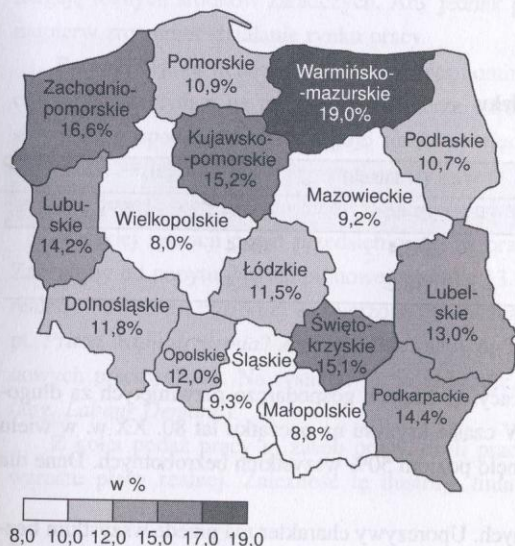 Pomorskie
10,9%
Warmińsko-
-mazurskie
19,0%
Zachodnio-
pomorskie
16,6%
Kujawsko-
-pomorskie
15,2%
Podlaskie
10,7%
Lubu-
skie
14,2%
Wielkopolskie
8,0%
Mazowieckie
9,2%
Łódzkie
11,5%
Dolnośląskie
11,8%
Lubel-
skie
13,0%
Opolskie
12,0%
Śląskie
9,3%
Święto-
krzyskie
15,1%
Małopolskie
8,8%
Podkarpackie
14,4%
w %
8,0 10,0 12,0 15,0 17,0 19,0